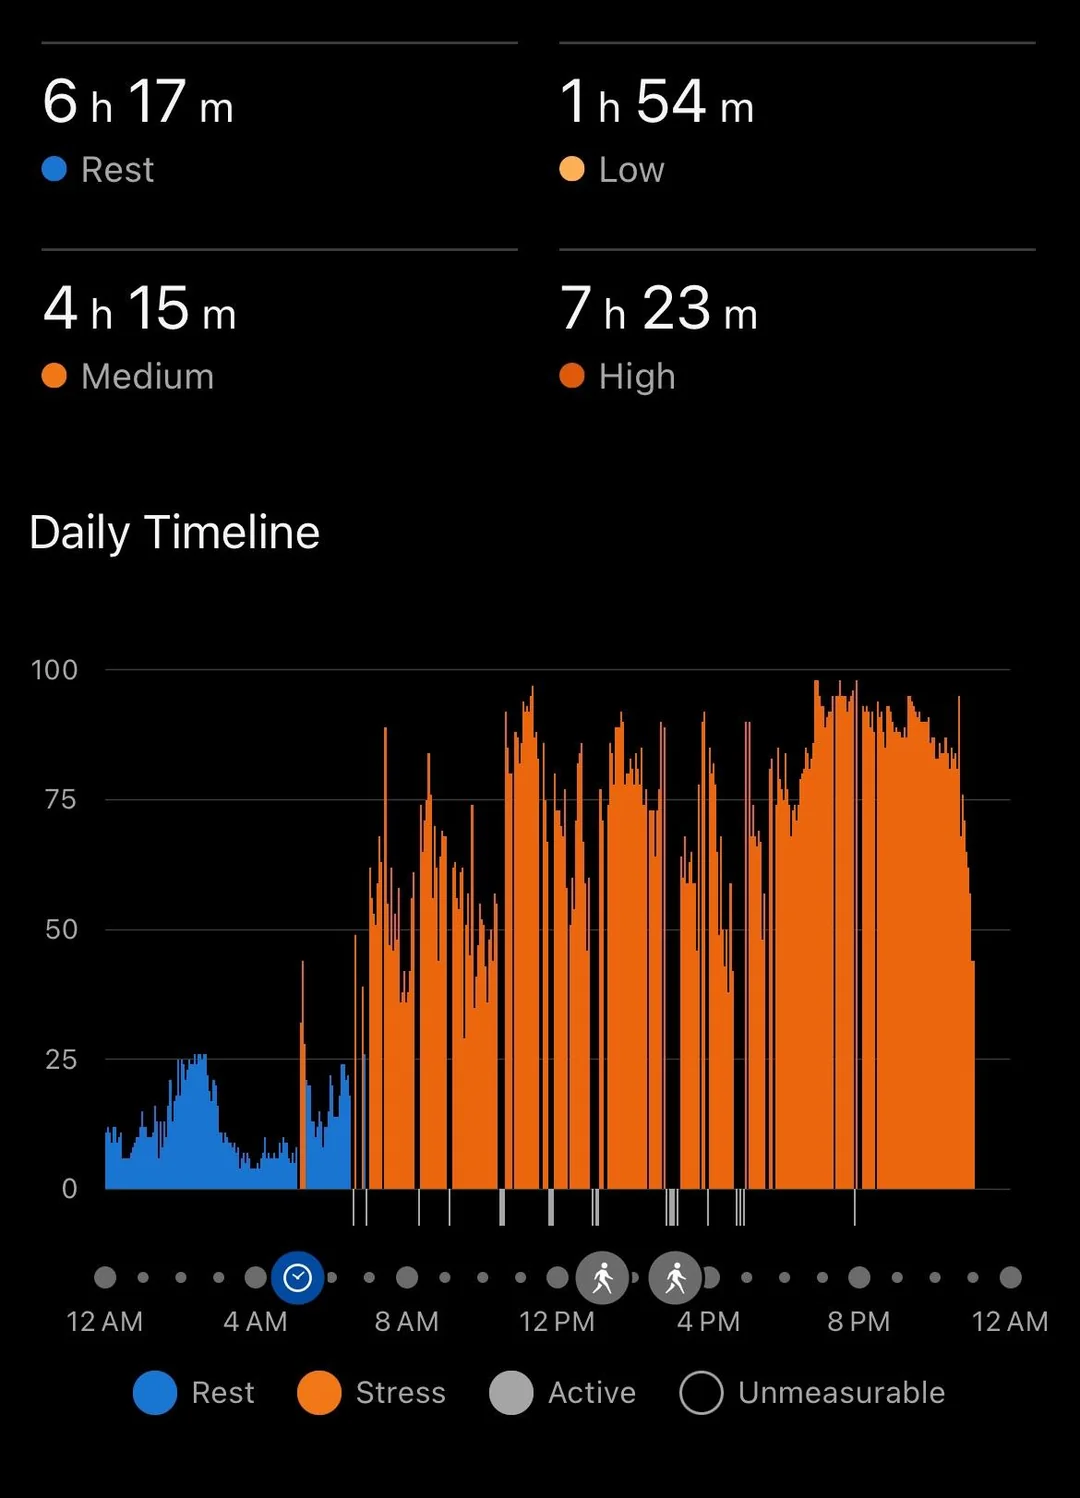 6 h 17 m
1 h 54 m
Rest
Low
4 h 15 m
7 h 23 m
Medium
High
Daily Timeline
100
75
50
25
0
12 AM
4 AM
8 AM
12 PM
4 PM
8 PM
12 AM
Rest
Stress
Active
Unmeasurable